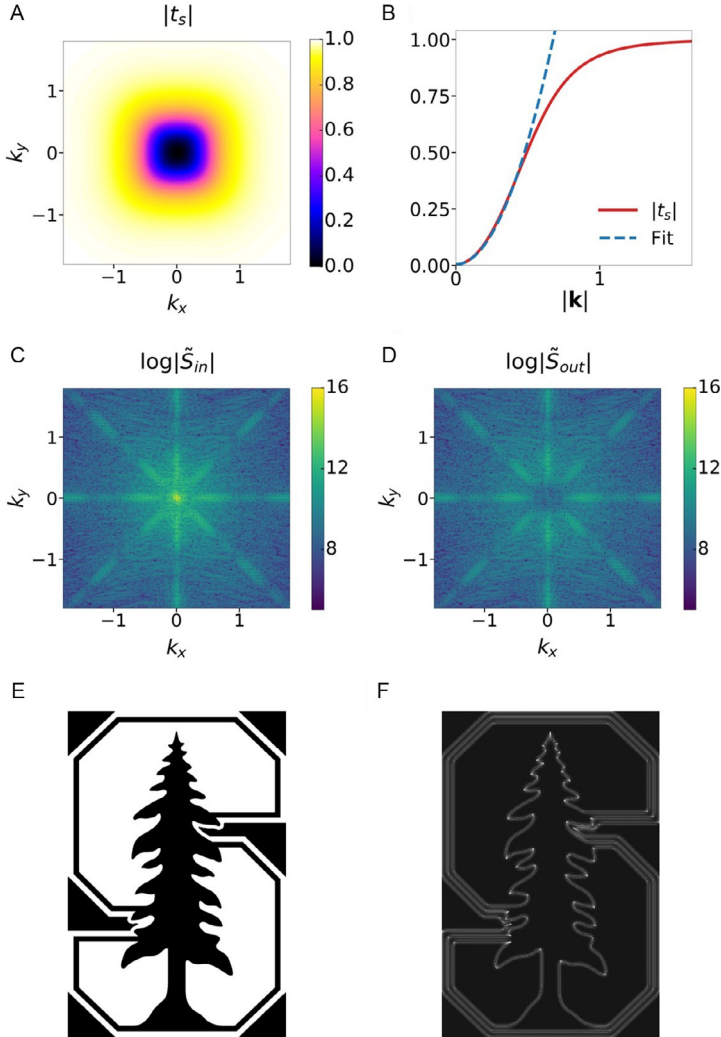 A
|t_s|
1
0
−1
k_y
−1
0
1
k_x
1.0
0.8
0.6
0.4
0.2
0.0
B
1.00
0.75
0.50
0.25
0.00
0
1
|k|
|t_s|
Fit
C
log|S̃_in|
1
0
−1
k_y
−1
0
1
k_x
16
12
8
D
log|S̃_out|
1
0
−1
k_y
−1
0
1
k_x
16
12
8
E
F